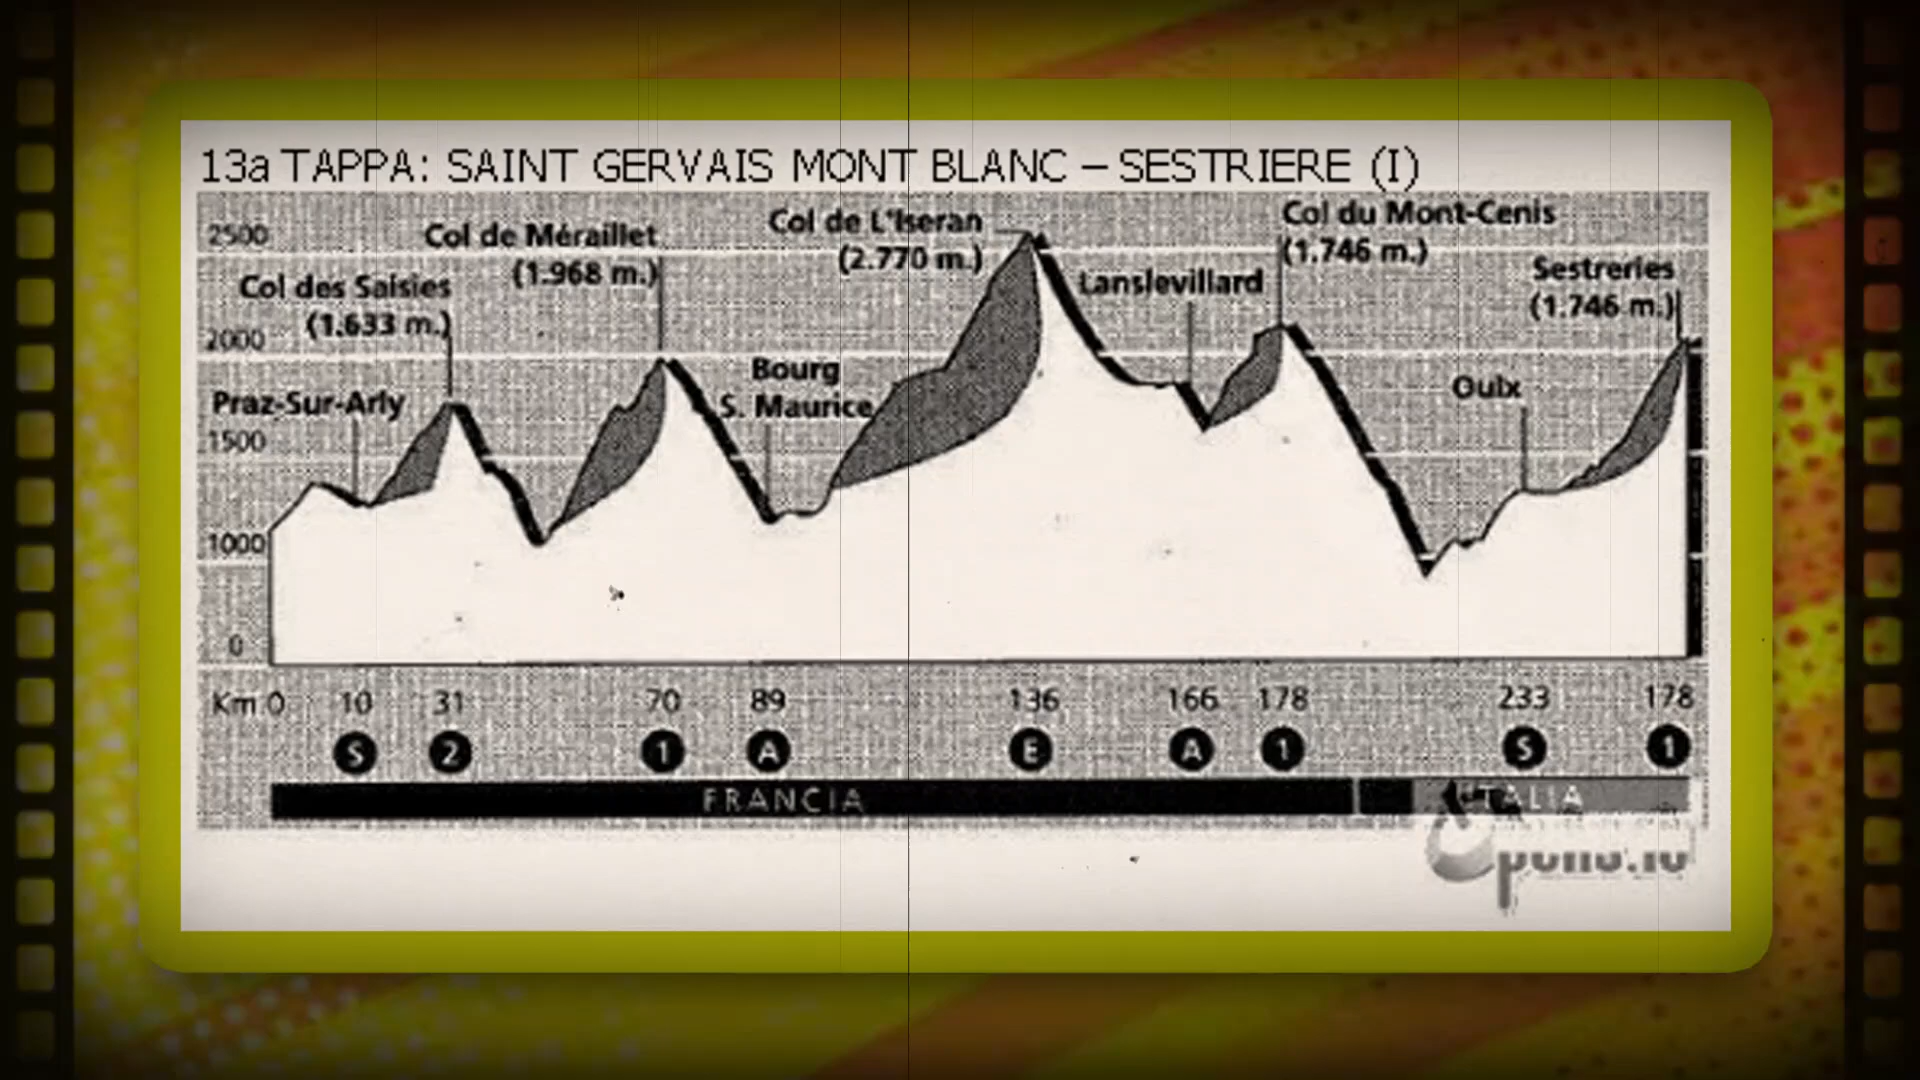 13a TAPPA: SAINT GERVAIS MONT BLANC – SESTRIERE (I)
2500
2000
1500
1000
0
Praz-Sur-Arly
Col des Saisies
(1.633 m.)
Col de Méraillet
(1.968 m.)
Bourg
S. Maurice
Col de L'Iseran
(2.770 m.)
Lanslevillard
Col du Mont-Cenis
(1.746 m.)
Oulx
Sestreries
(1.746 m.)
Km 0 10 31 70 89 136 166 178 233 178
S 2 1 A E A 1 S 1
FRANCIA ITALIA